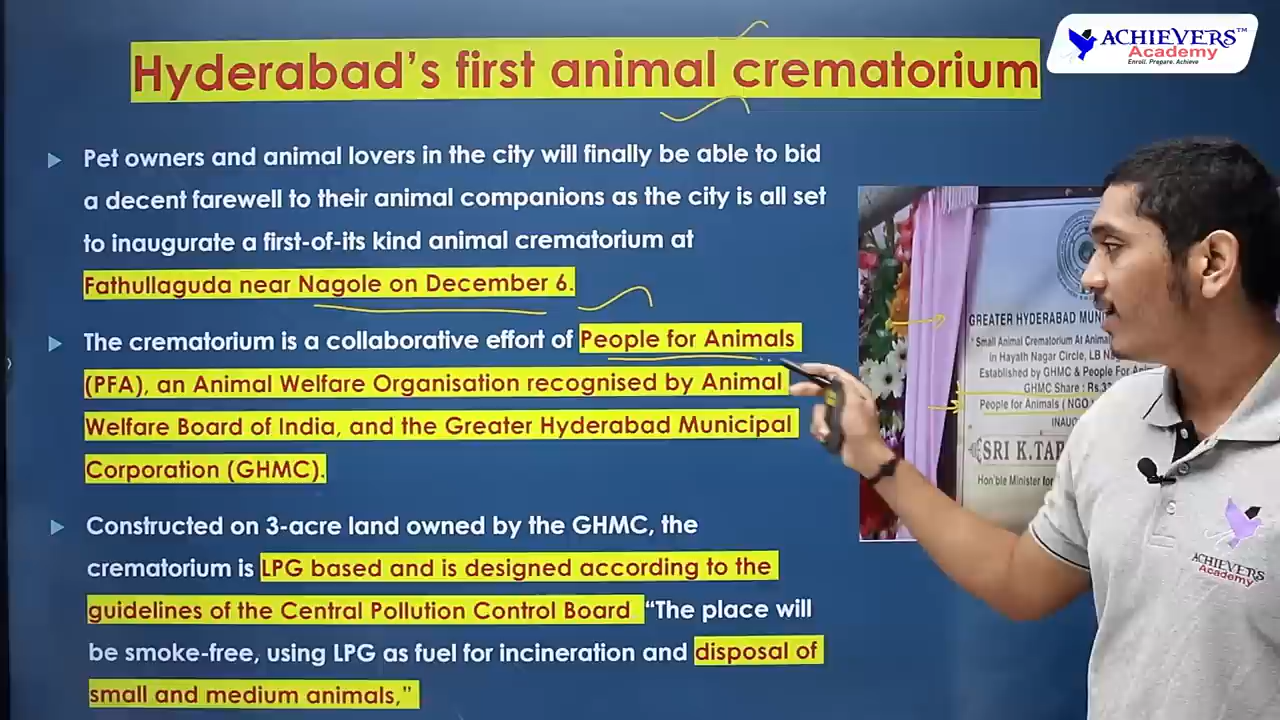 Hyderabad’s first animal crematorium
ACHIEVERS™
Academy
Enroll. Prepare. Achieve
Pet owners and animal lovers in the city will finally be able to bid
a decent farewell to their animal companions as the city is all set
to inaugurate a first-of-its kind animal crematorium at
Fathullaguda near Nagole on December 6.
The crematorium is a collaborative effort of People for Animals
(PFA), an Animal Welfare Organisation recognised by Animal
Welfare Board of India, and the Greater Hyderabad Municipal
Corporation (GHMC).
Constructed on 3-acre land owned by the GHMC, the
crematorium is LPG based and is designed according to the
guidelines of the Central Pollution Control Board “The place will
be smoke-free, using LPG as fuel for incineration and disposal of
small and medium animals,”
GREATER HYDERABAD
"Small Animal Crematorium At
in Hayath Nagar Circle, LB
Established by GHMC & People For
GHMC Share : Rs.
People for Animals ( NGO
SRI K.
Hon'ble Minister for
ACHIEVERS
Academy